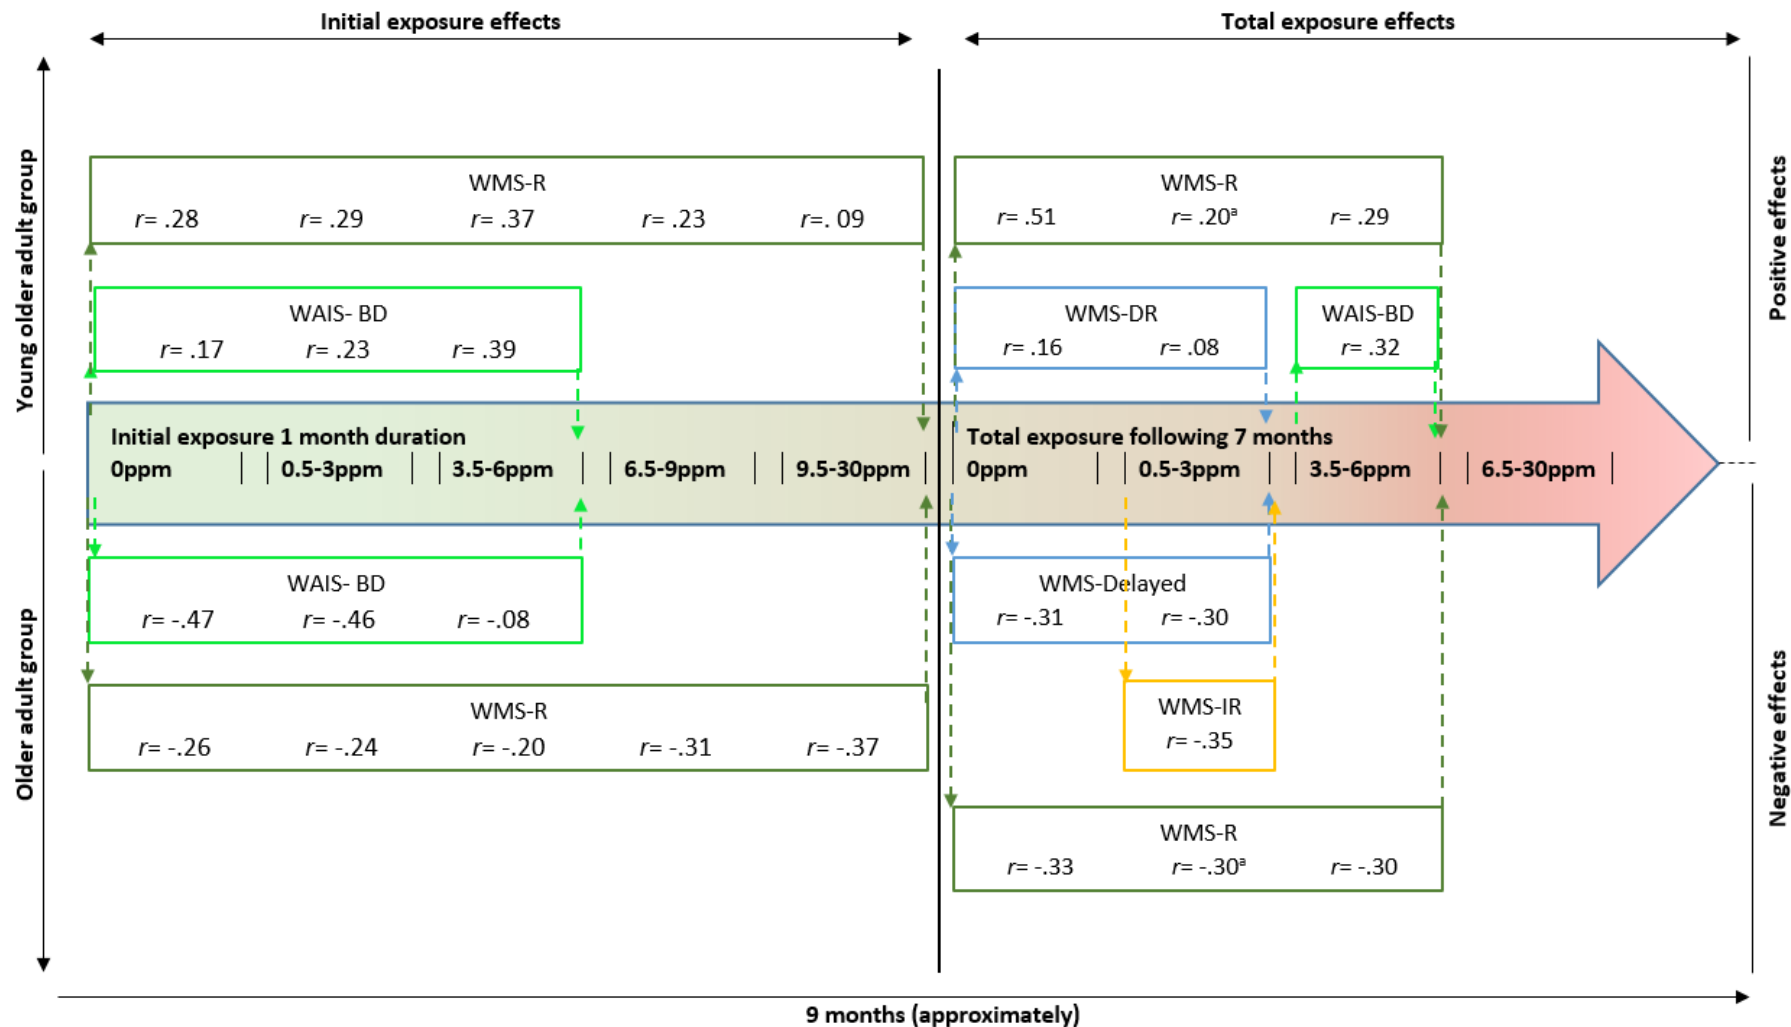 Initial exposure effects
Total exposure effects
Young older adult group
Positive effects
WMS-R
r= .28 r= .29 r= .37 r= .23 r=. 09
WMS-R
r= .51 r= .20ᵃ r= .29
WAIS- BD
r= .17 r= .23 r= .39
WMS-DR
r= .16 r= .08
WAIS-BD
r= .32
Initial exposure 1 month duration
0ppm 0.5-3ppm 3.5-6ppm 6.5-9ppm 9.5-30ppm
Total exposure following 7 months
0ppm 0.5-3ppm 3.5-6ppm 6.5-30ppm
Older adult group
Negative effects
WAIS- BD
r= -.47 r= -.46 r= -.08
WMS-Delayed
r= -.31 r= -.30
WMS-R
r= -.26 r= -.24 r= -.20 r= -.31 r= -.37
WMS-IR
r= -.35
WMS-R
r= -.33 r= -.30ᵃ r= -.30
9 months (approximately)